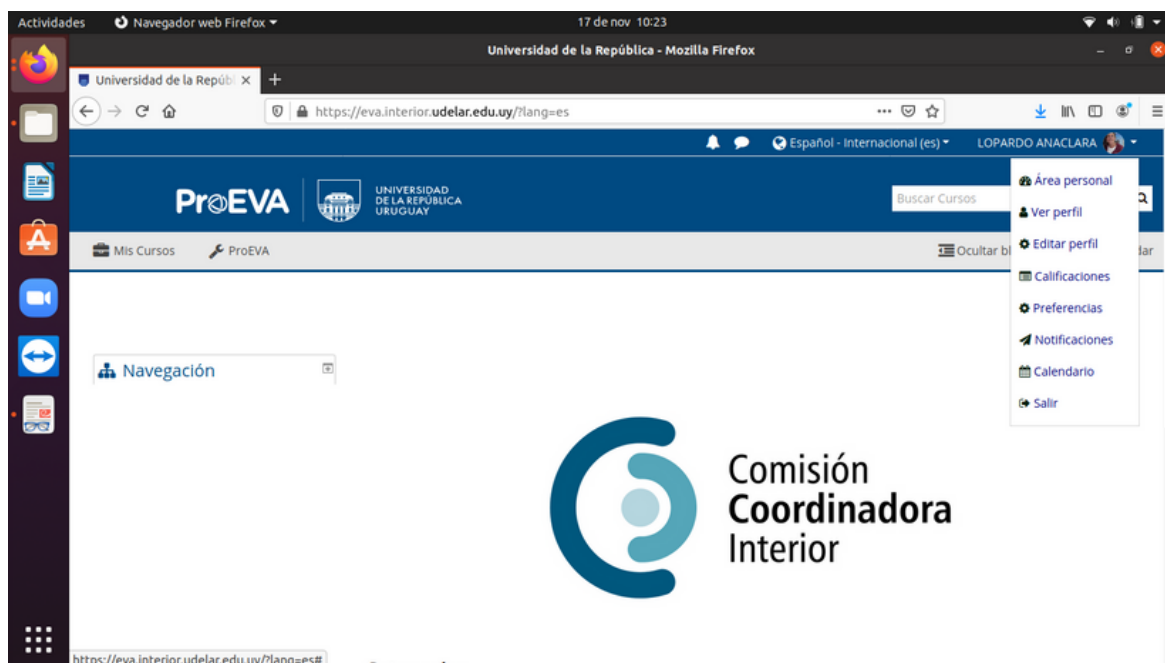 Actividades Navegador web Firefox 17 de nov 10:23
Universidad de la República - Mozilla Firefox
Universidad de la Repúbl
https://eva.interior.udelar.edu.uy/?lang=es
Español - Internacional (es) LOPARDO ANACLARA
ProEVA UNIVERSIDAD
DE LA REPÚBLICA
URUGUAY
Buscar Cursos
Mis Cursos ProEVA Ocultar bl dar
Área personal
Ver perfil
Editar perfil
Calificaciones
Preferencias
Notificaciones
Calendario
Salir
Navegación
Comisión
Coordinadora
Interior
https://eva.interior.udelar.edu.uy/?lang=es#